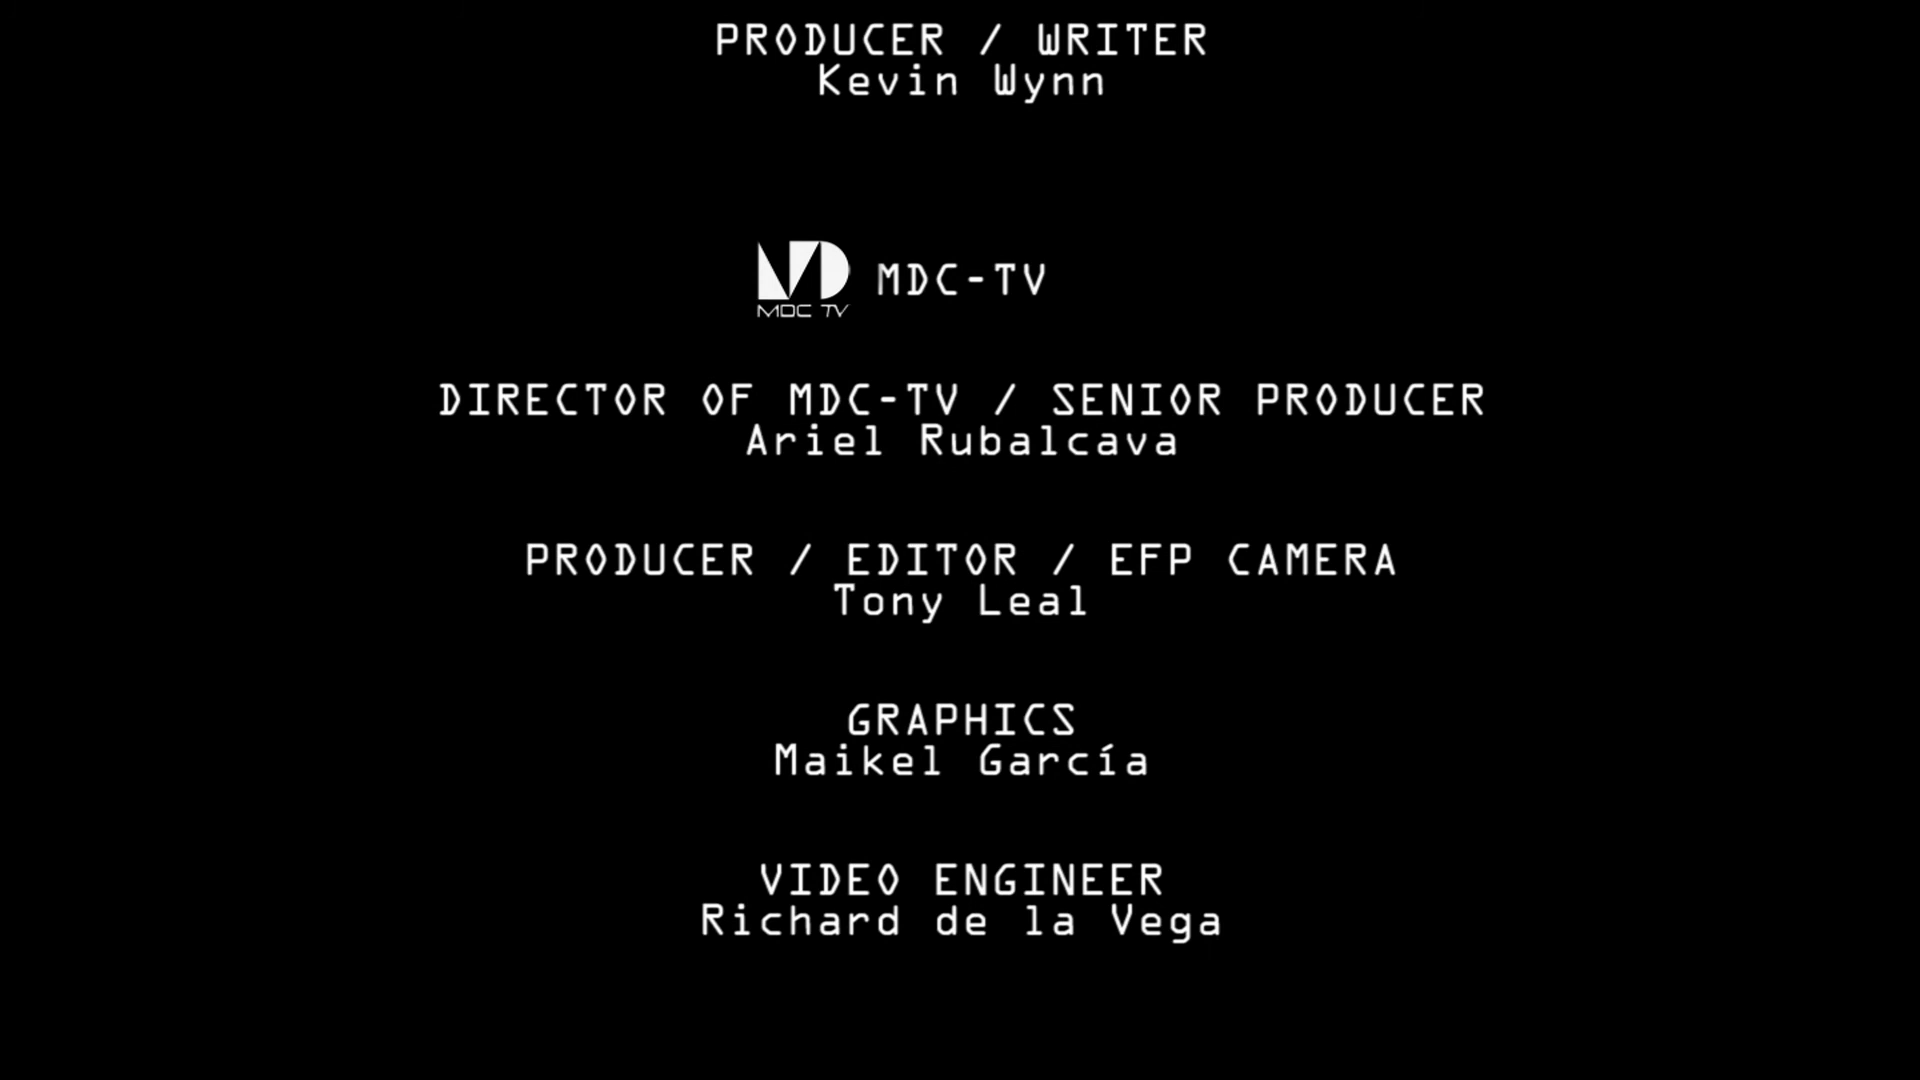 PRODUCER / WRITER
Kevin Wynn
MDC-TV
MDC TV
DIRECTOR OF MDC-TV / SENIOR PRODUCER
Ariel Rubalcava
PRODUCER / EDITOR / EFP CAMERA
Tony Leal
GRAPHICS
Maikel García
VIDEO ENGINEER
Richard de la Vega